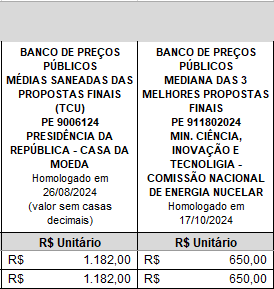 BANCO DE PREÇOS
PÚBLICOS
MÉDIAS SANEADAS DAS
PROPOSTAS FINAIS
(TCU)
PE 9006124
PRESIDÊNCIA DA
REPÚBLICA - CASA DA
MOEDA
Homologado em
26/08/2024
(valor sem casas
decimais)
BANCO DE PREÇOS
PÚBLICOS
MEDIANA DAS 3
MELHORES PROPOSTAS
FINAIS
PE 911802024
MIN. CIÊNCIA,
INOVAÇÃO E
TECNOLIGIA -
COMISSÃO NACIONAL
DE ENERGIA NUCELAR
Homologado em
17/10/2024
R$ Unitário R$ Unitário
R$ 1.182,00 R$ 650,00
R$ 1.182,00 R$ 650,00